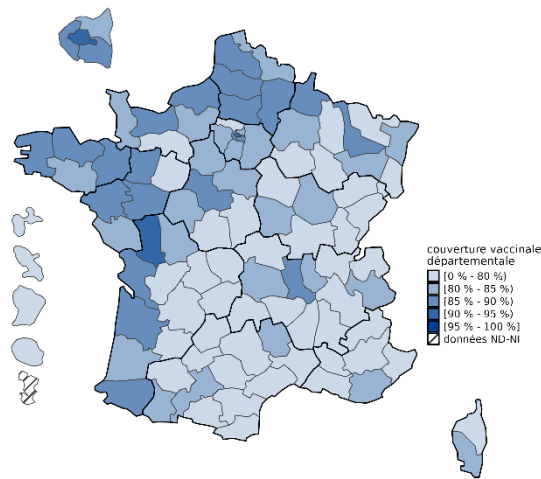 couverture vaccinale
départementale
[0 % - 80 %)
[80 % - 85 %)
[85 % - 90 %)
[90 % - 95 %)
[95 % - 100 %]
données ND-NI